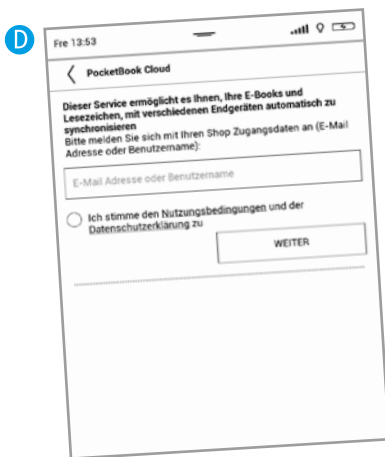 D
Fre 13:53
PocketBook Cloud
Dieser Service ermöglicht es Ihnen, Ihre E-Books und
Lesezeichen, mit verschiedenen Endgeräten automatisch zu
synchronisieren
Bitte melden Sie sich mit Ihren Shop Zugangsdaten an (E-Mail
Adresse oder Benutzername):
E-Mail Adresse oder Benutzername
Ich stimme den Nutzungsbedingungen und der
Datenschutzerklärung zu
WEITER